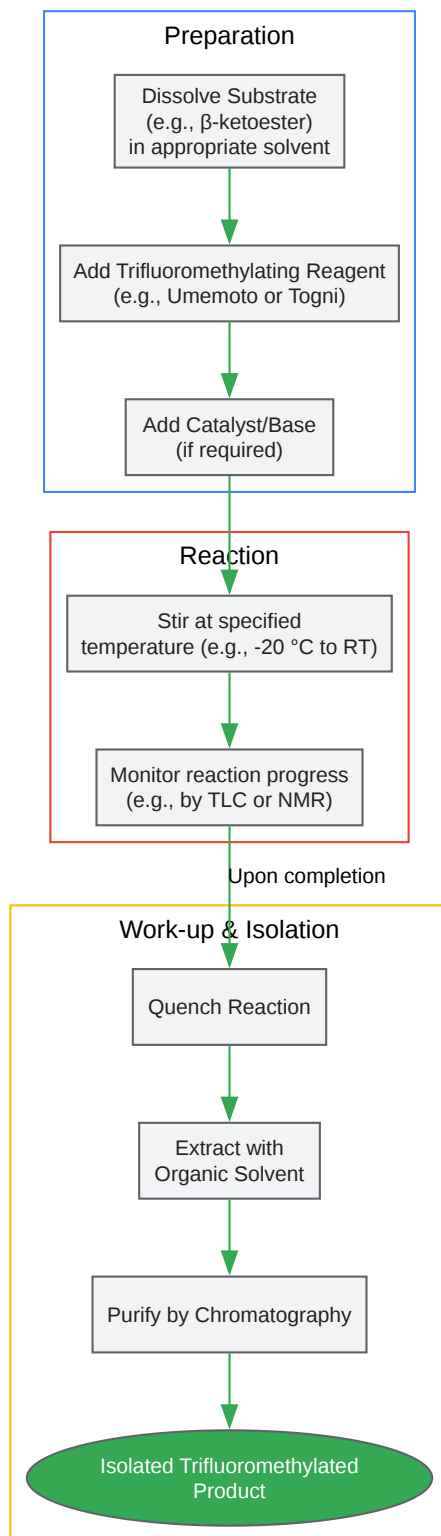 Preparation
Dissolve Substrate
(e.g., β-ketoester)
in appropriate solvent
Add Trifluoromethylating Reagent
(e.g., Umemoto or Togni)
Add Catalyst/Base
(if required)
Reaction
Stir at specified
temperature (e.g., -20 °C to RT)
Monitor reaction progress
(e.g., by TLC or NMR)
Upon completion
Work-up & Isolation
Quench Reaction
Extract with
Organic Solvent
Purify by Chromatography
Isolated Trifluoromethylated
Product